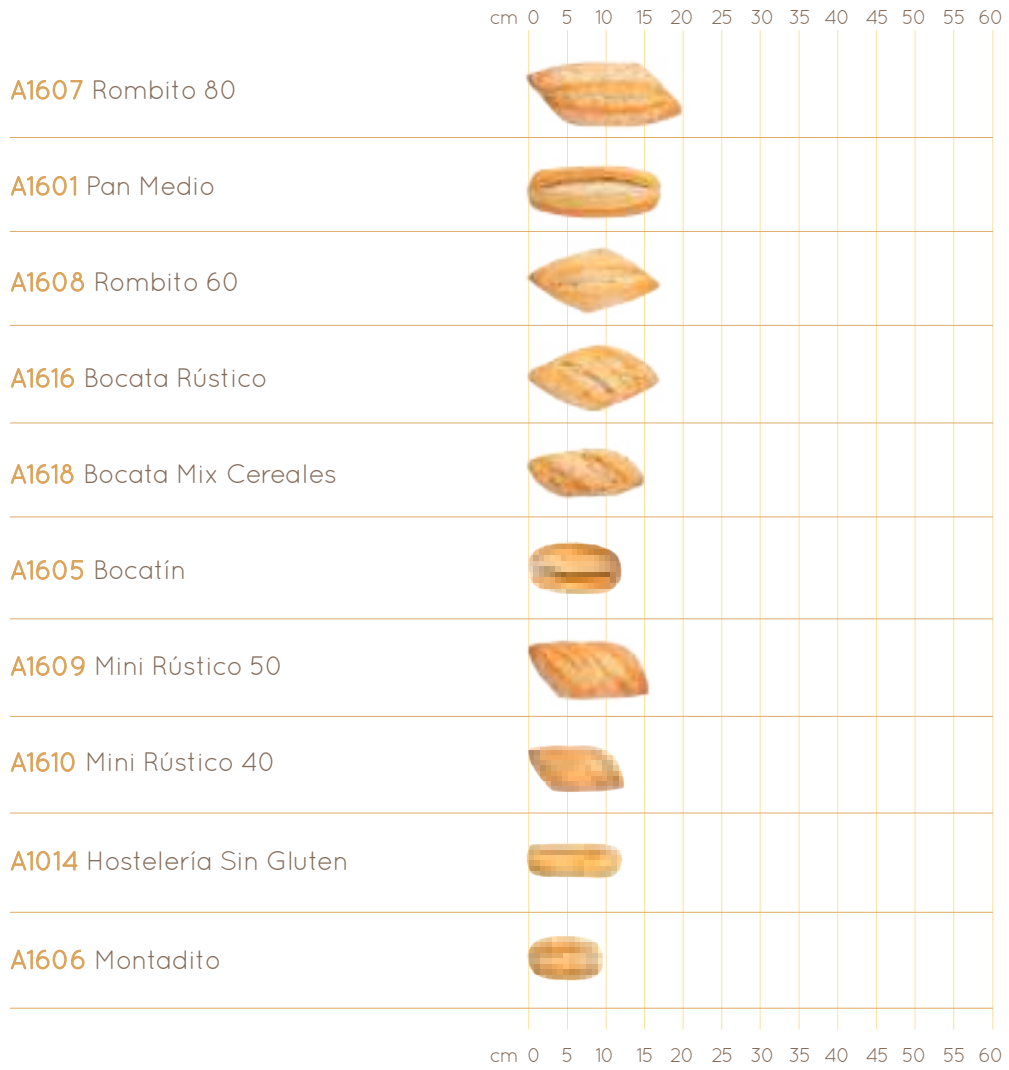 cm 0 5 10 15 20 25 30 35 40 45 50 55 60
A1607 Rombito 80
A1601 Pan Medio
A1608 Rombito 60
A1616 Bocata Rústico
A1618 Bocata Mix Cereales
A1605 Bocatín
A1609 Mini Rústico 50
A1610 Mini Rústico 40
A1014 Hostelería Sin Gluten
A1606 Montadito
cm 0 5 10 15 20 25 30 35 40 45 50 55 60